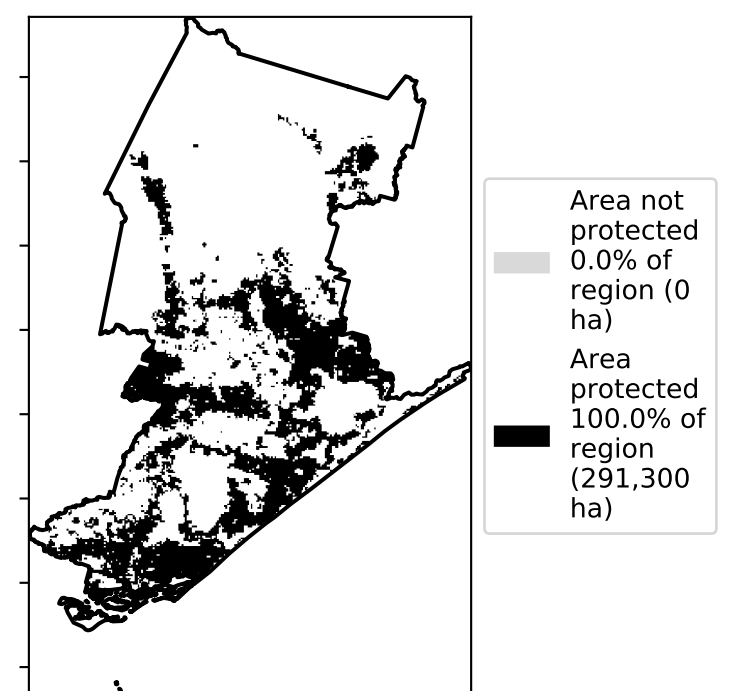 Area not
protected
0.0% of
region (0
ha)
Area
protected
100.0% of
region
(291,300
ha)